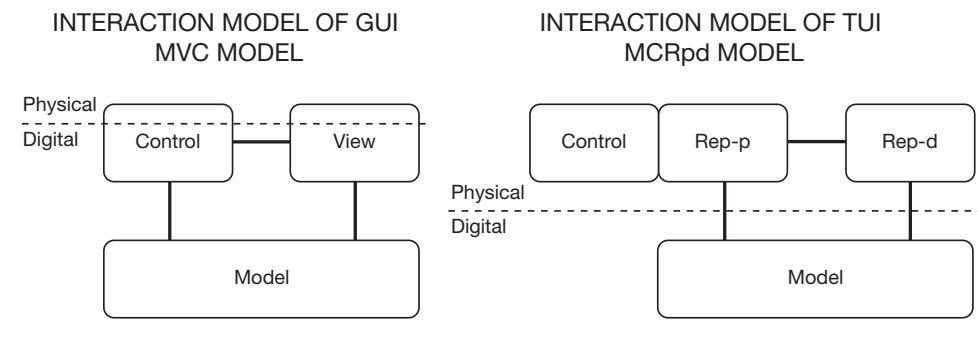 INTERACTION MODEL OF GUI
MVC MODEL
Physical
Digital
Control
View
Model
INTERACTION MODEL OF TUI
MCRpd MODEL
Control
Rep-p
Rep-d
Physical
Digital
Model